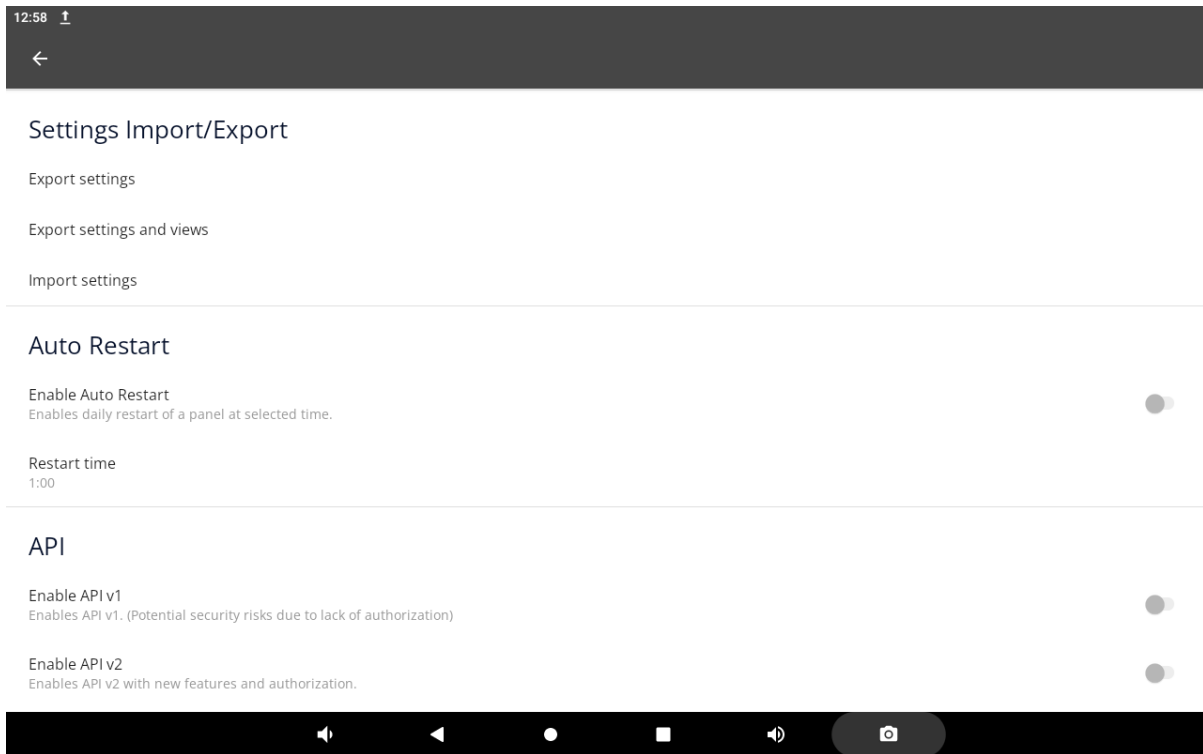 12:58
Settings Import/Export
Export settings
Export settings and views
Import settings
Auto Restart
Enable Auto Restart
Enables daily restart of a panel at selected time.
Restart time
1:00
API
Enable API v1
Enables API v1. (Potential security risks due to lack of authorization)
Enable API v2
Enables API v2 with new features and authorization.